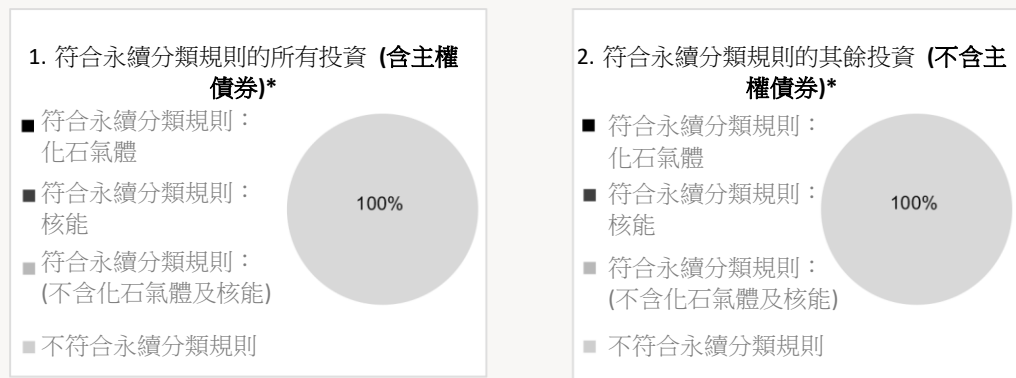 1. 符合永續分類規則的所有投資 (含主權
債券)*
符合永續分類規則：
化石氣體
符合永續分類規則：
核能
符合永續分類規則：
(不含化石氣體及核能)
不符合永續分類規則
100%
2. 符合永續分類規則的其餘投資 (不含主
權債券)*
符合永續分類規則：
化石氣體
符合永續分類規則：
核能
符合永續分類規則：
(不含化石氣體及核能)
不符合永續分類規則
100%